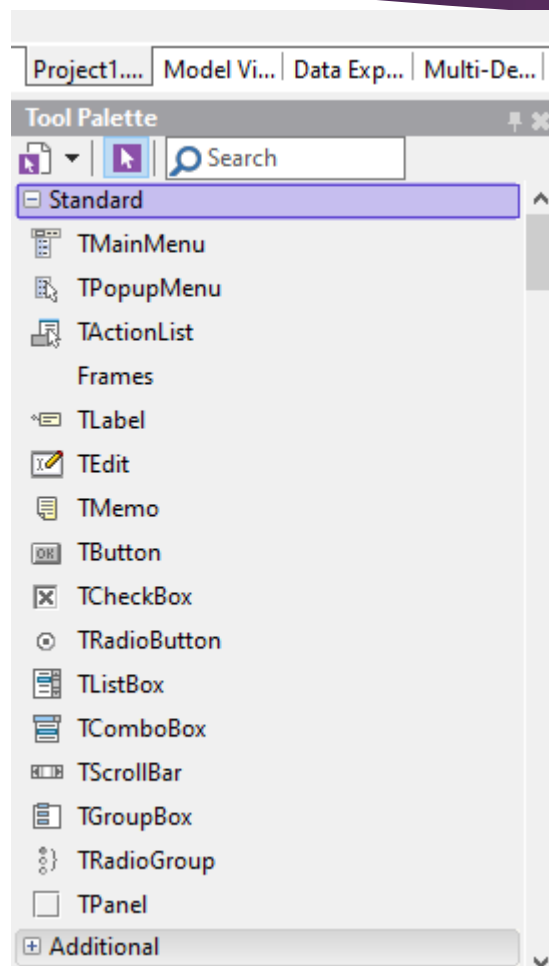 Project1.... Model Vi... Data Exp... Multi-De...
Tool Palette
Search
Standard
TMainMenu
TPopupMenu
TActionList
Frames
TLabel
TEdit
TMemo
OK TButton
TCheckBox
TRadioButton
TListBox
TComboBox
TScrollBar
TGroupBox
TRadioGroup
TPanel
Additional